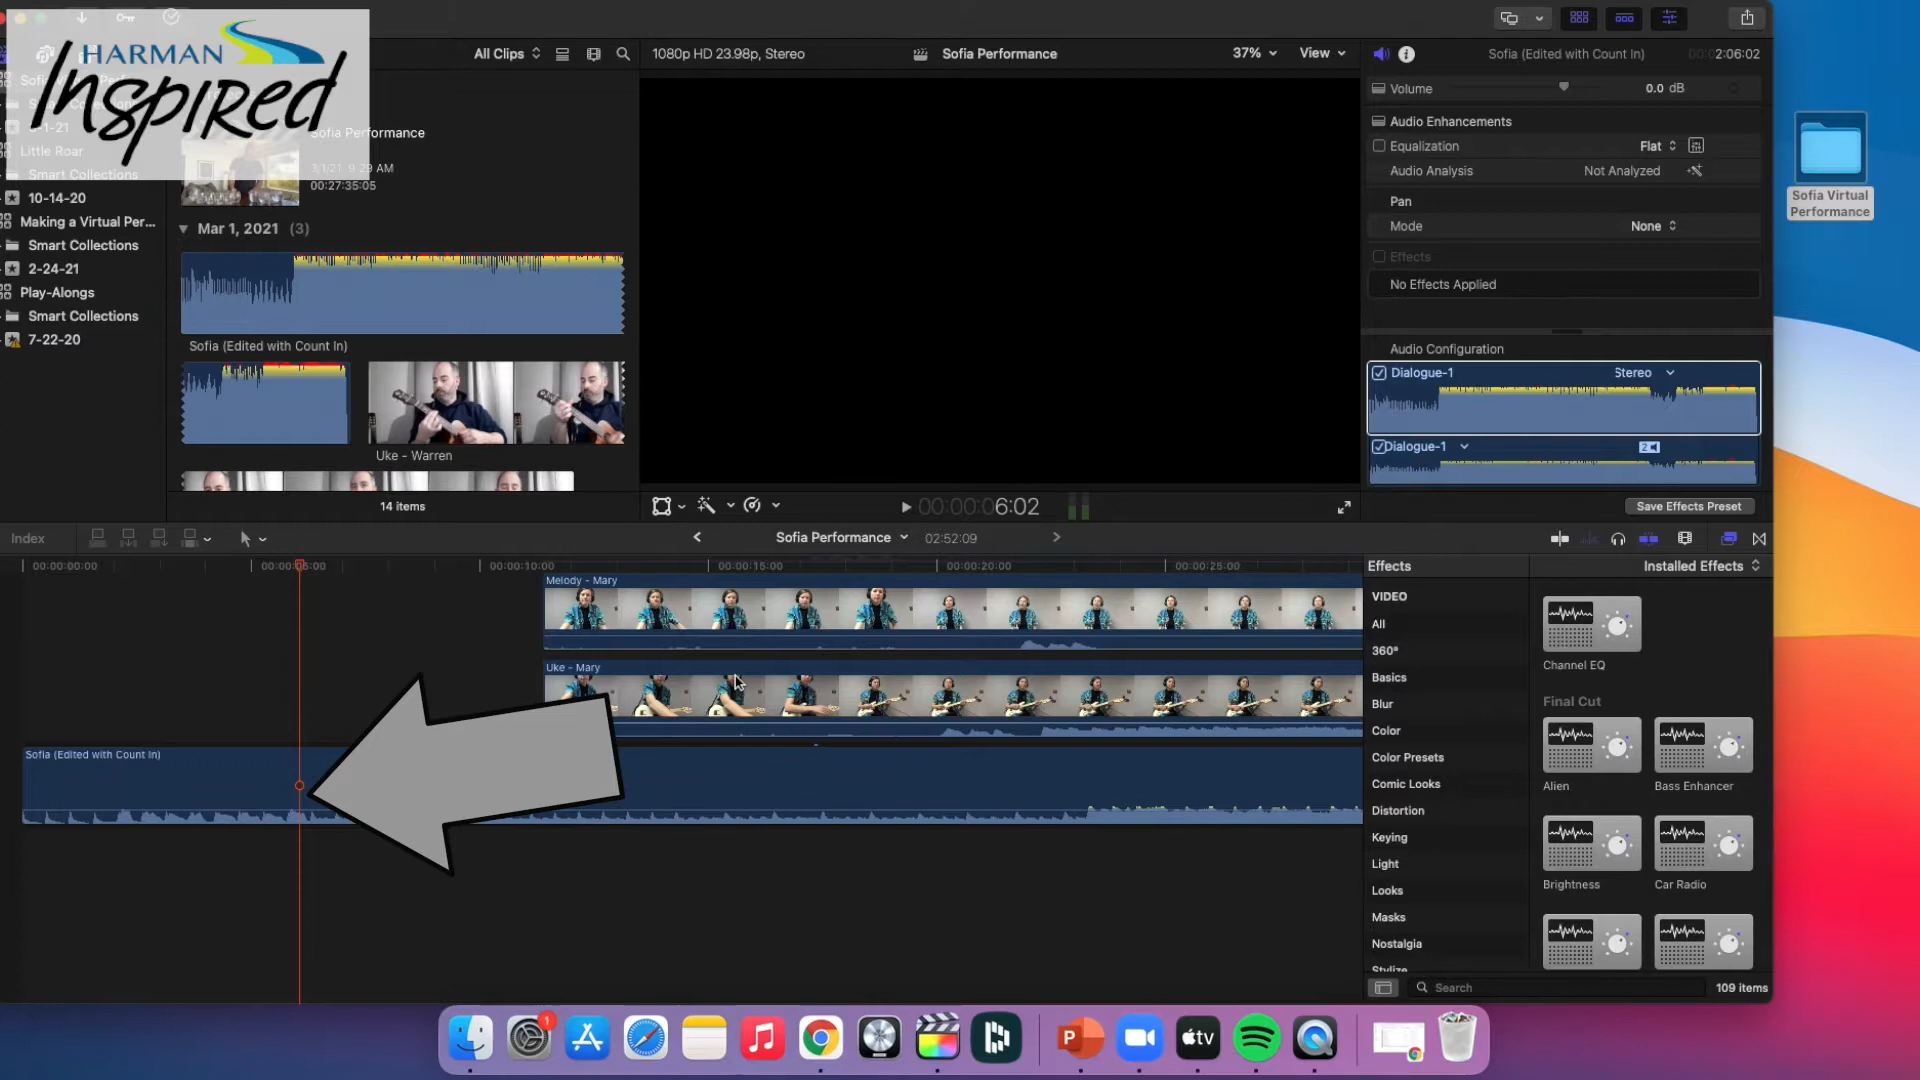 HARMAN
Inspired
All Clips
1080p HD 23.98p, Stereo
Sofia Performance
37%
View
Sofia (Edited with Count In)
2:06:02
Sofia Performance
3/1/21
AM
00:27:35:05
Little Roar
Smart Collections
10-14-20
Making a Virtual Per...
Smart Collections
2-24-21
Play-Alongs
Smart Collections
7-22-20
Mar 1, 2021 (3)
Sofia (Edited with Count In)
Uke - Warren
14 items
Volume
0.0 dB
Audio Enhancements
Equalization
Flat
Audio Analysis
Not Analyzed
Pan
Mode
None
Effects
No Effects Applied
Audio Configuration
Dialogue-1
Stereo
Dialogue-1
2
Save Effects Preset
00:00:06:02
Index
Sofia Performance
02:52:09
00:00:00:00
00:00:05:00
00:00:10:00
00:00:15:00
00:00:20:00
00:00:25:00
Melody - Mary
Uke - Mary
Sofia (Edited with Count In)
Effects
Installed Effects
VIDEO
All
360°
Basics
Blur
Color
Color Presets
Comic Looks
Distortion
Keying
Light
Looks
Masks
Nostalgia
Stylize
Channel EQ
Final Cut
Alien
Bass Enhancer
Brightness
Car Radio
Search
109 items
Sofia Virtual
Performance
1
P
tv